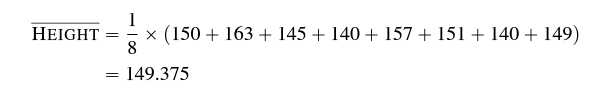 HEIGHT = 1/8 × (150 + 163 + 145 + 140 + 157 + 151 + 140 + 149)
= 149.375